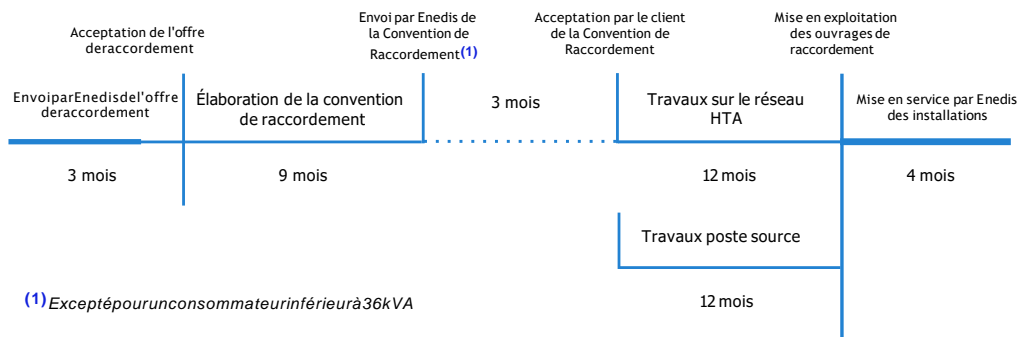 Acceptation de l'offre
deraccordement
Envoi par Enedis de
la Convention de
Raccordement(1)
Acceptation par le client
de la Convention de
Raccordement
Mise en exploitation
des ouvrages de
raccordement
EnvoiparEnedisdel'offre
deraccordement
Élaboration de la convention
de raccordement
3 mois
Travaux sur le réseau
HTA
Mise en service par Enedis
des installations
3 mois
9 mois
12 mois
4 mois
Travaux poste source
12 mois
(1) Exceptépourunconsommateurinférieurà36kVA